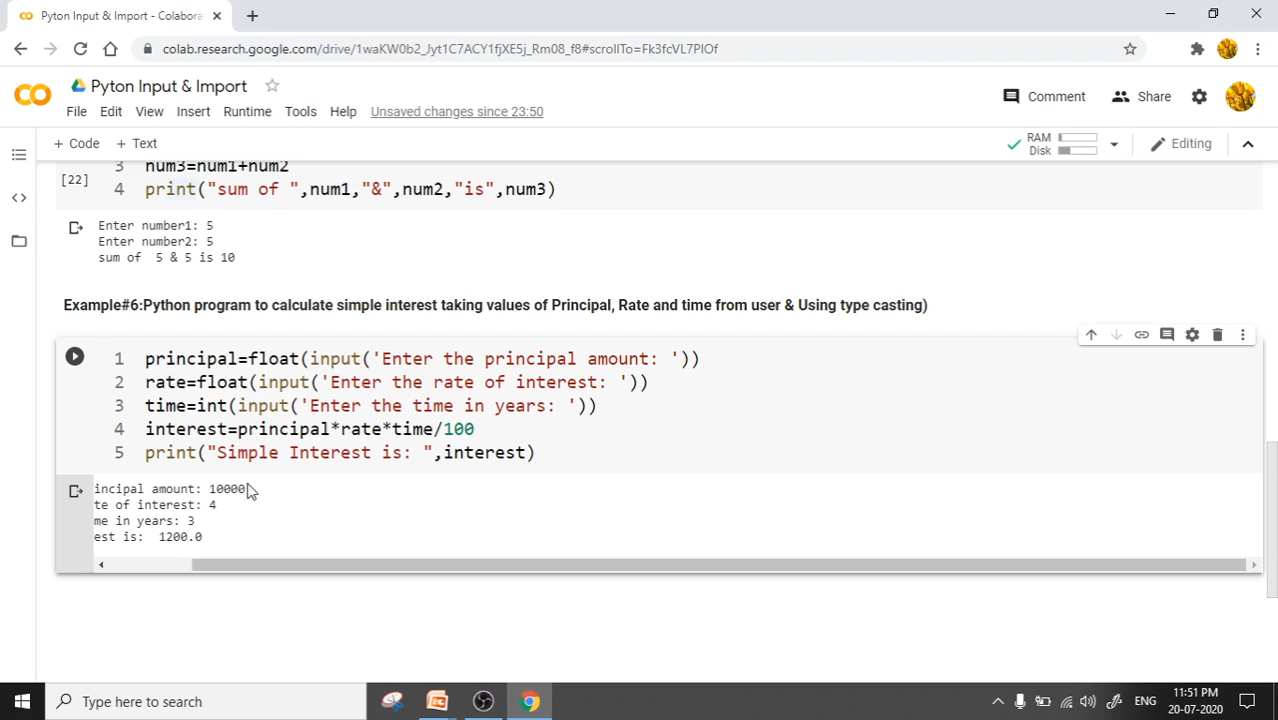 Pyton Input & Import - Colabora
colab.research.google.com/drive/1waKW0b2_Jyt1C7ACY1fjXE5j_Rm08_f8#scrollTo=Fk3fcVL7PlOf
Pyton Input & Import
File Edit View Insert Runtime Tools Help Unsaved changes since 23:50
Comment Share
+ Code + Text
RAM
Disk
Editing
3 num3=num1+num2
[22]
4 print("sum of ",num1,"&",num2,"is",num3)
Enter number1: 5
Enter number2: 5
sum of  5 & 5 is 10
Example#6:Python program to calculate simple interest taking values of Principal, Rate and time from user & Using type casting)
1 principal=float(input('Enter the principal amount: '))
2 rate=float(input('Enter the rate of interest: '))
3 time=int(input('Enter the time in years: '))
4 interest=principal*rate*time/100
5 print("Simple Interest is: ",interest)
incipal amount: 10000
te of interest: 4
me in years: 3
est is:  1200.0
Type here to search
ENG
11:51 PM
20-07-2020